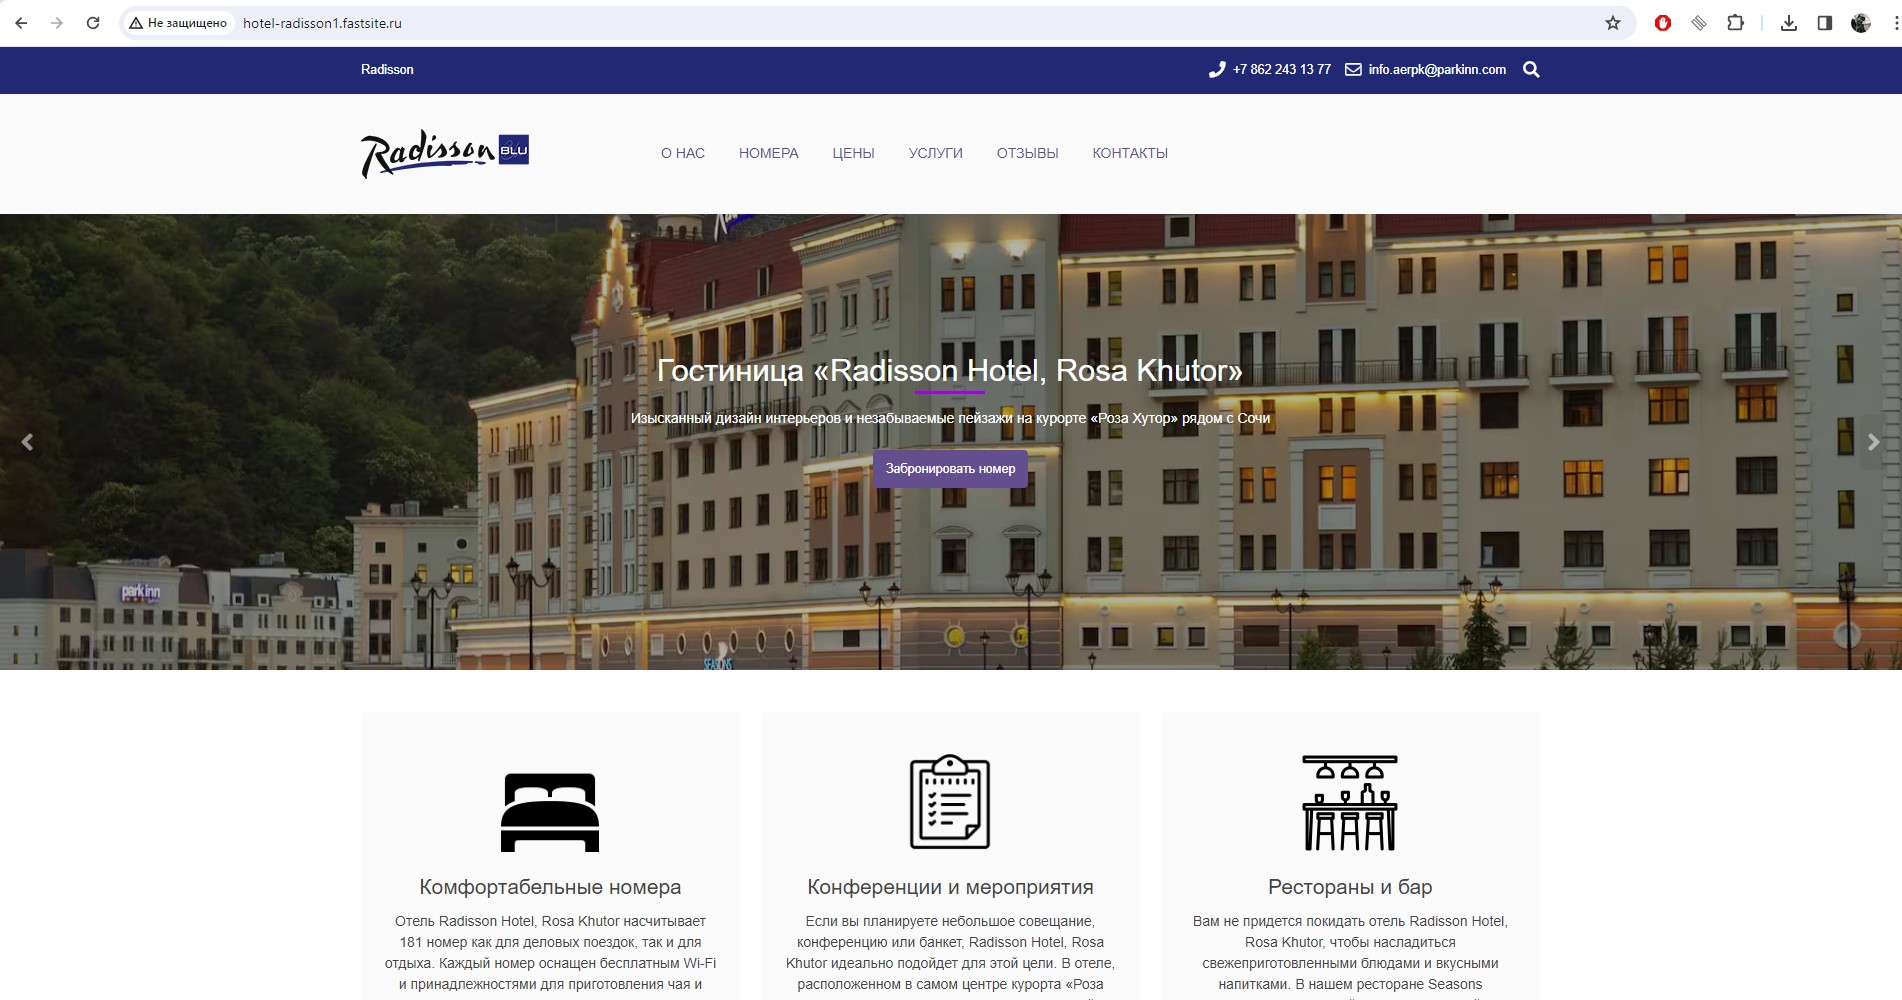 Не защищено
hotel-radisson1.fastsite.ru
Radisson
+7 862 243 13 77
info.aerpk@parkinn.com
Radisson BLU
О НАС
НОМЕРА
ЦЕНЫ
УСЛУГИ
ОТЗЫВЫ
КОНТАКТЫ
Гостиница «Radisson Hotel, Rosa Khutor»
Изысканный дизайн интерьеров и незабываемые пейзажи на курорте «Роза Хутор» рядом с Сочи
Забронировать номер
park inn
SEASONS
Комфортабельные номера
Отель Radisson Hotel, Rosa Khutor насчитывает
181 номер как для деловых поездок, так и для
отдыха. Каждый номер оснащен бесплатным Wi-Fi
и принадлежностями для приготовления чая и
Конференции и мероприятия
Если вы планируете небольшое совещание,
конференцию или банкет, Radisson Hotel, Rosa
Khutor идеально подойдет для этой цели. В отеле,
расположенном в самом центре курорта «Роза
Рестораны и бар
Вам не придется покидать отель Radisson Hotel,
Rosa Khutor, чтобы насладиться
свежеприготовленными блюдами и вкусными
напитками. В нашем ресторане Seasons